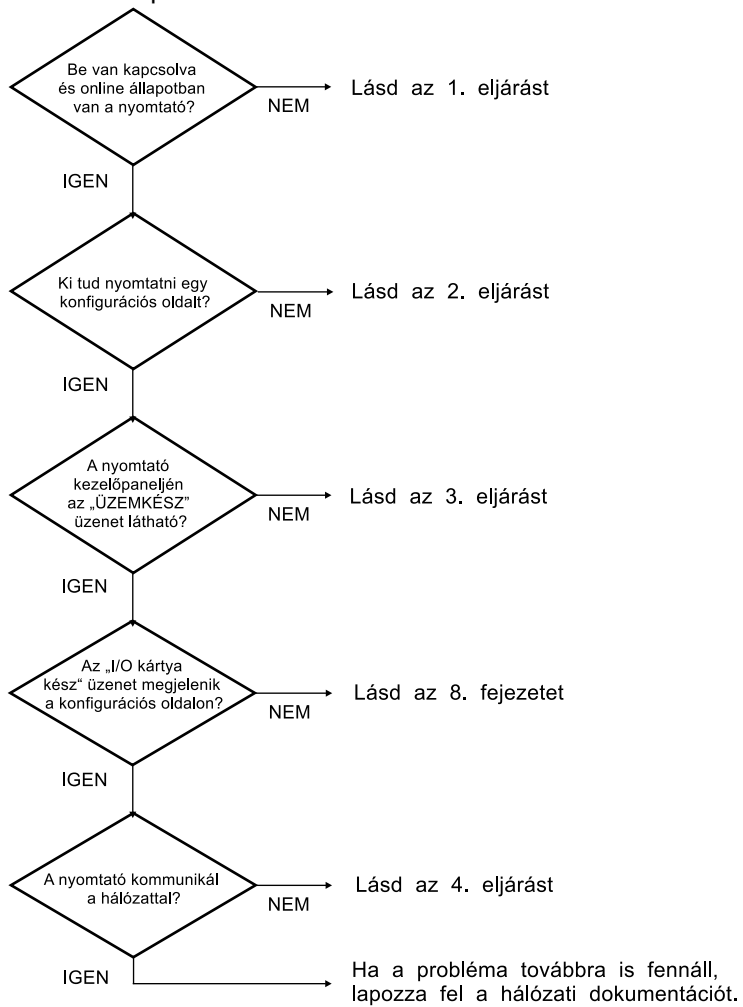 Be van kapcsolva
és online állapotban
van a nyomtató?
NEM
Lásd az 1. eljárást
IGEN
Ki tud nyomtatni egy
konfigurációs oldalt?
NEM
Lásd az 2. eljárást
IGEN
A nyomtató
kezelőpaneljén
az „ÜZEMKÉSZ”
üzenet látható?
NEM
Lásd az 3. eljárást
IGEN
Az „I/O kártya
kész“ üzenet megjelenik
a konfigurációs oldalon?
NEM
Lásd az 8. fejezetet
IGEN
A nyomtató kommunikál
a hálózattal?
NEM
Lásd az 4. eljárást
IGEN
Ha a probléma továbbra is fennáll,
lapozza fel a hálózati dokumentációt.